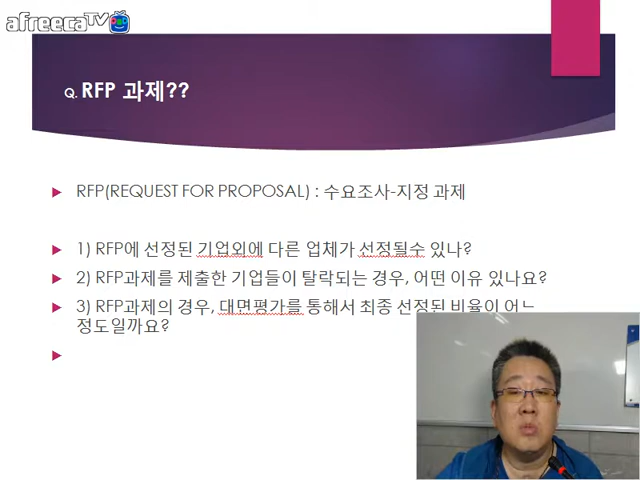 afreecaTV
Q. RFP 과제??
RFP(REQUEST FOR PROPOSAL) : 수요조사-지정 과제
1) RFP에 선정된 기업외에 다른 업체가 선정될수 있나?
2) RFP과제를 제출한 기업들이 탈락되는 경우, 어떤 이유 있나요?
3) RFP과제의 경우, 대면평가를 통해서 최종 선정된 비율이 어느
정도일까요?